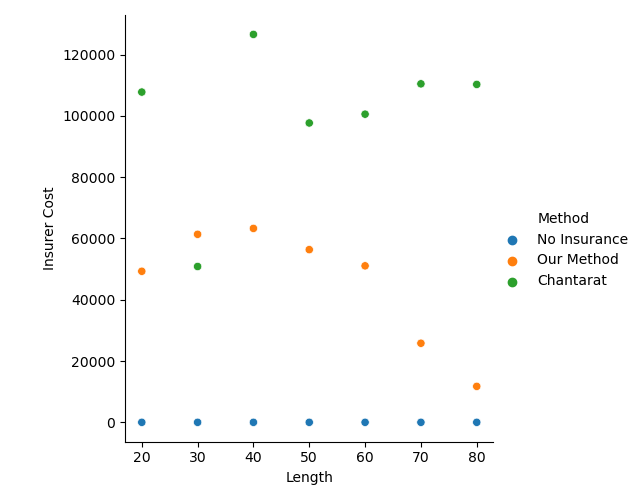 120000
100000
80000
60000
40000
20000
0
Insurer Cost
20 30 40 50 60 70 80
Length
Method
No Insurance
Our Method
Chantarat